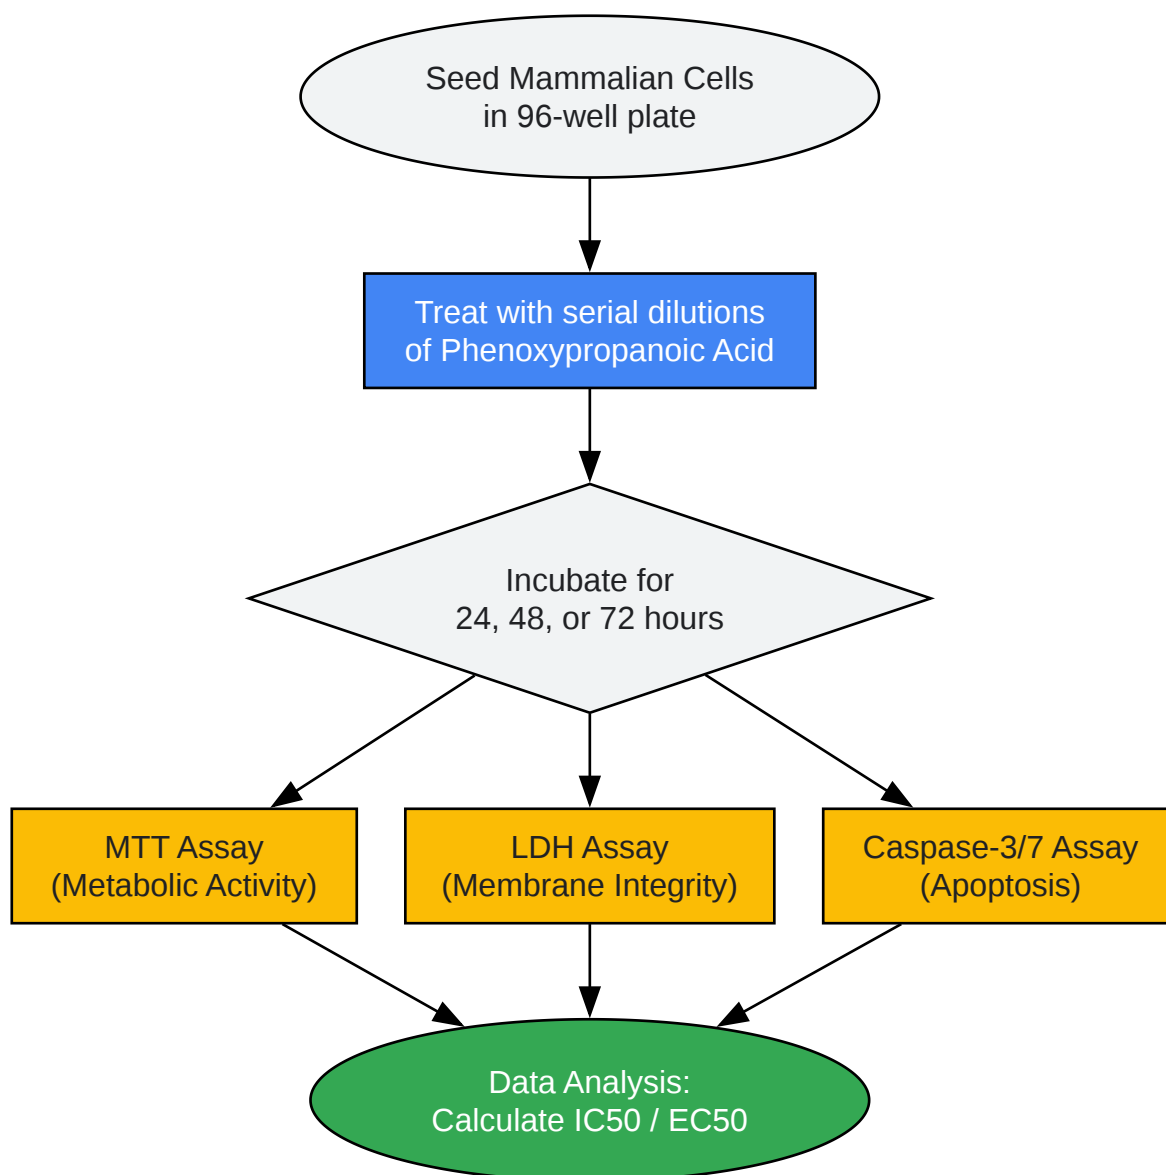 Seed Mammalian Cells
in 96-well plate
Treat with serial dilutions
of Phenoxypropanoic Acid
Incubate for
24, 48, or 72 hours
MTT Assay
(Metabolic Activity)
LDH Assay
(Membrane Integrity)
Caspase-3/7 Assay
(Apoptosis)
Data Analysis:
Calculate IC50 / EC50